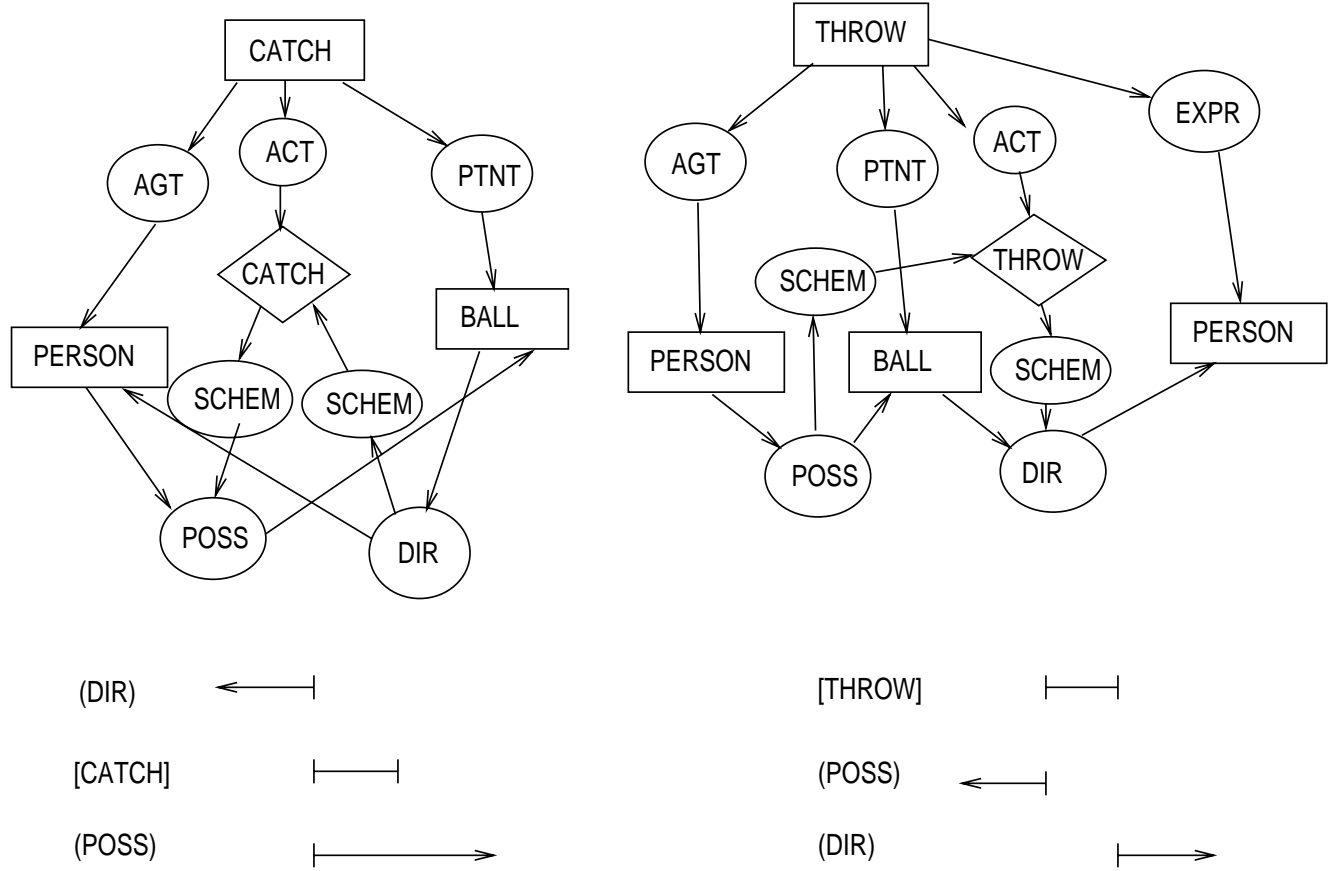 CATCH
AGT
ACT
PTNT
CATCH
BALL
PERSON
SCHEM
SCHEM
POSS
DIR
(DIR)
[CATCH]
(POSS)
THROW
EXPR
AGT
PTNT
ACT
SCHEM
THROW
PERSON
PERSON
BALL
SCHEM
POSS
DIR
[THROW]
(POSS)
(DIR)